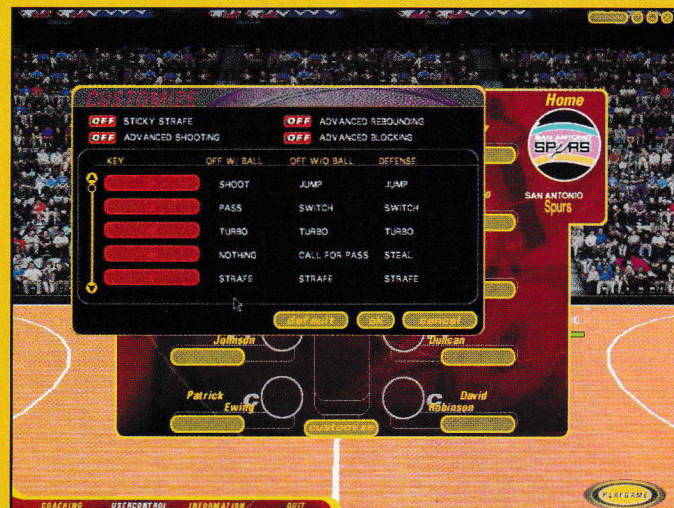 CUSTOMIZE
OFF STICKY STRAFE
OFF ADVANCED REBOUNDING
OFF ADVANCED SHOOTING
OFF ADVANCED BLOCKING
KEY OFF W/ BALL OFF W/O BALL DEFENSE
SHOOT JUMP JUMP
PASS SWITCH SWITCH
TURBO TURBO TURBO
NOTHING CALL FOR PASS STEAL
STRAFE STRAFE STRAFE
default ok cancel
Home
SAN ANTONIO
SPURS
SAN ANTONIO
Spurs
Johnson
Duncan
Patrick
Ewing
C
C
David
Robinson
customize
PLAYGAME
COACHING USERCONTROL INFORMATION QUIT